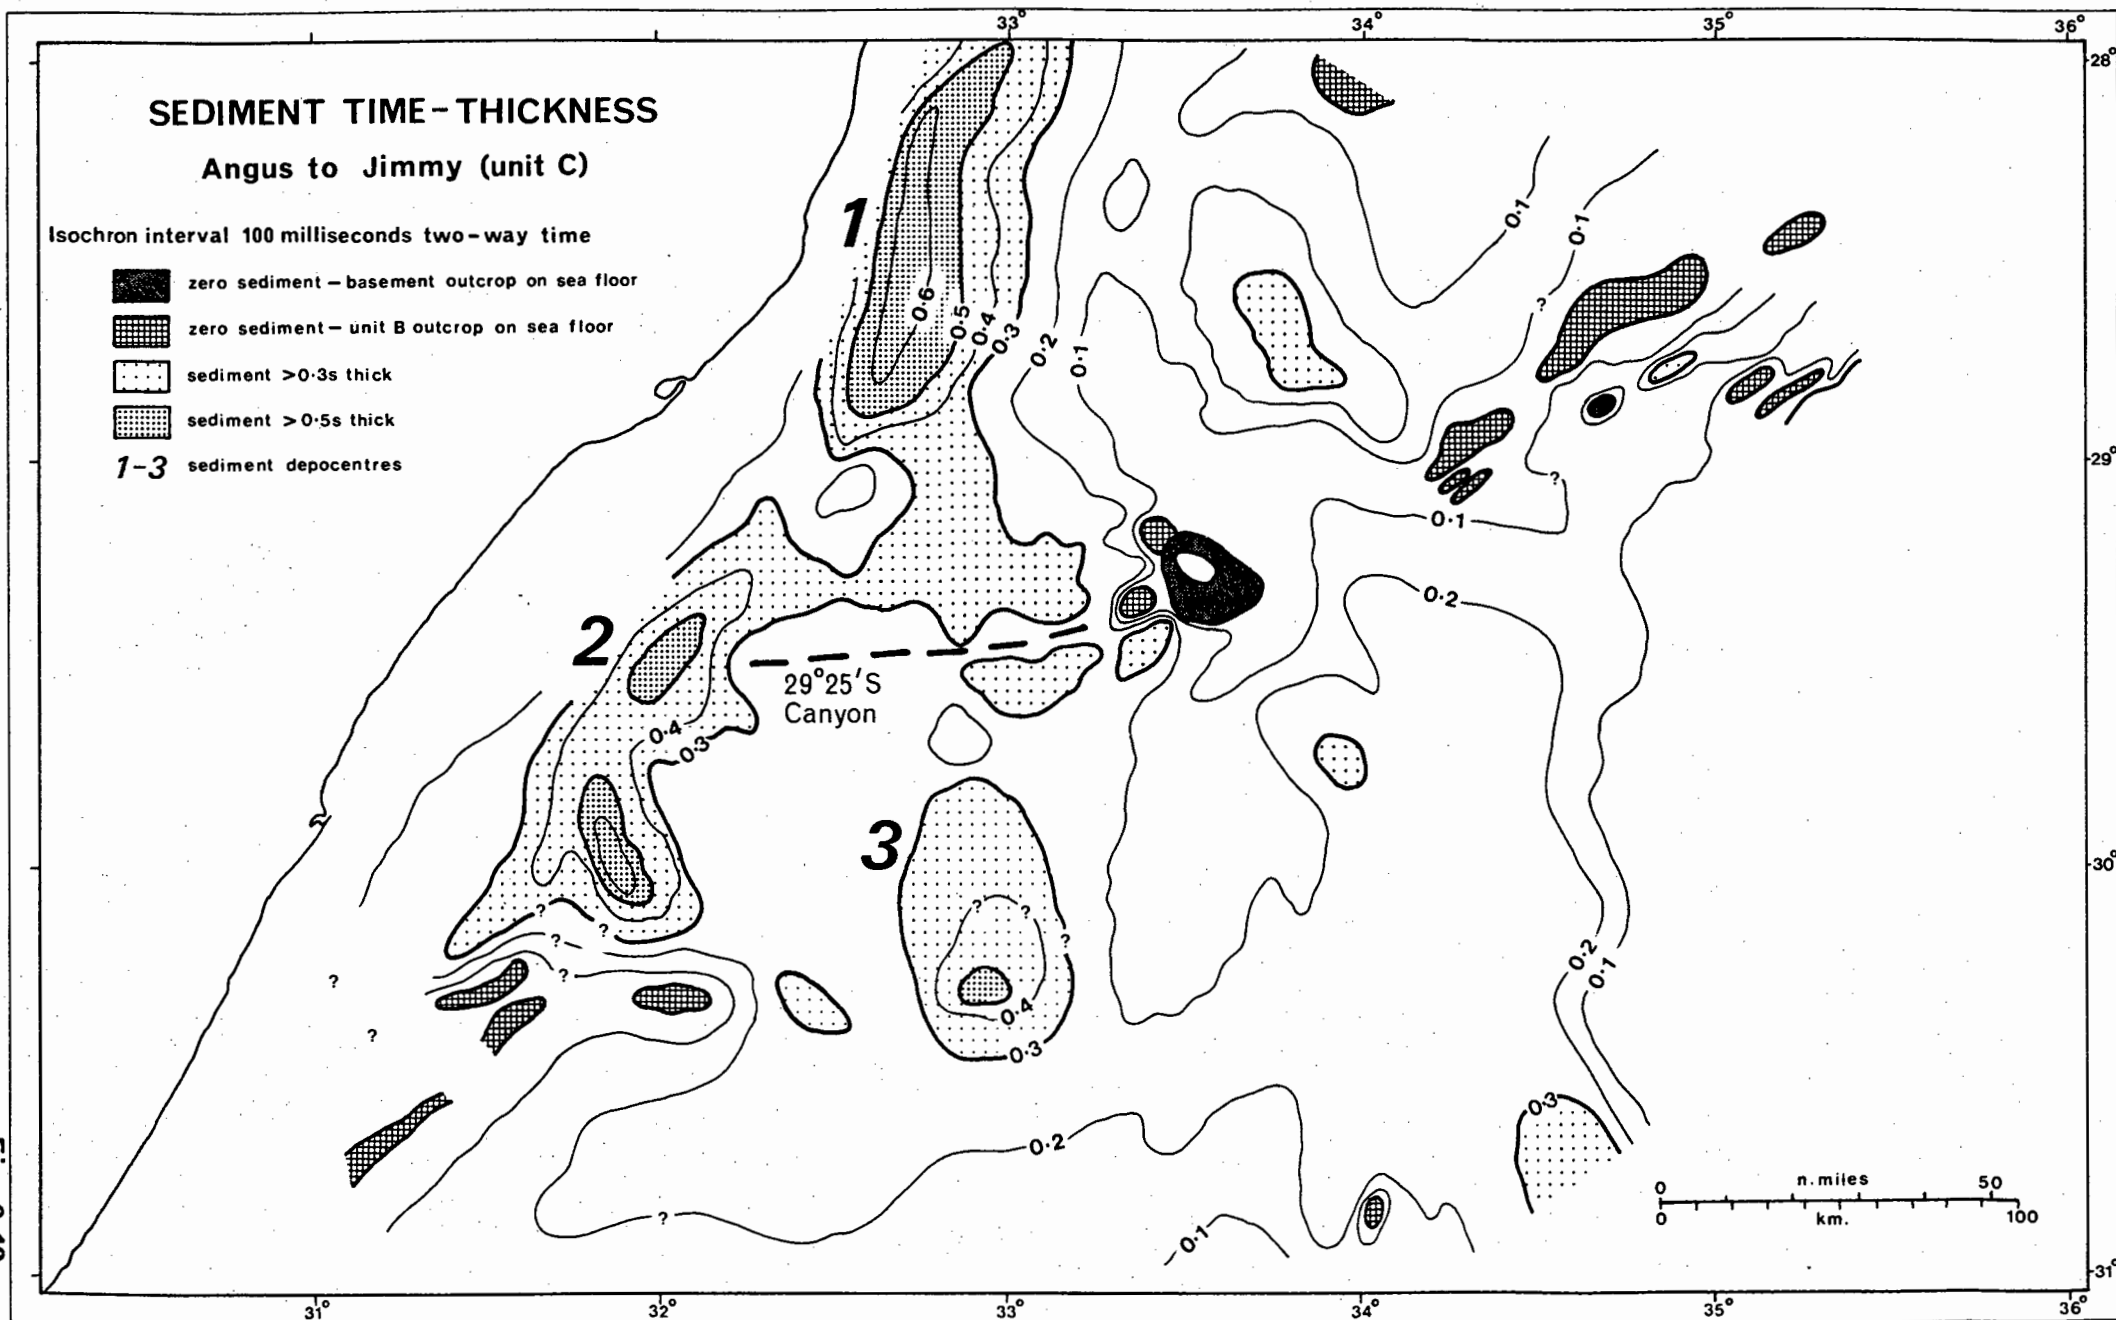 33° 34° 35° 36°
SEDIMENT TIME-THICKNESS
Angus to Jimmy (unit C)
Isochron interval 100 milliseconds two-way time
zero sediment - basement outcrop on sea floor
zero sediment - unit B outcrop on sea floor
sediment >0·3s thick
sediment >0·5s thick
1-3 sediment depocentres
28°
29°
30°
31°
1
2
3
0·6
0·5
0·4
0·3
0·2
0·1
0·1
0·1
?
?
0·1
0·2
29°25'S
Canyon
0·4
0·3
?
?
?
?
?
?
?
?
?
0·4
0·3
0·2
0·1
0·3
0·2
?
0·1
0 n.miles 50
0 km. 100
31° 32° 33° 34° 35° 36°